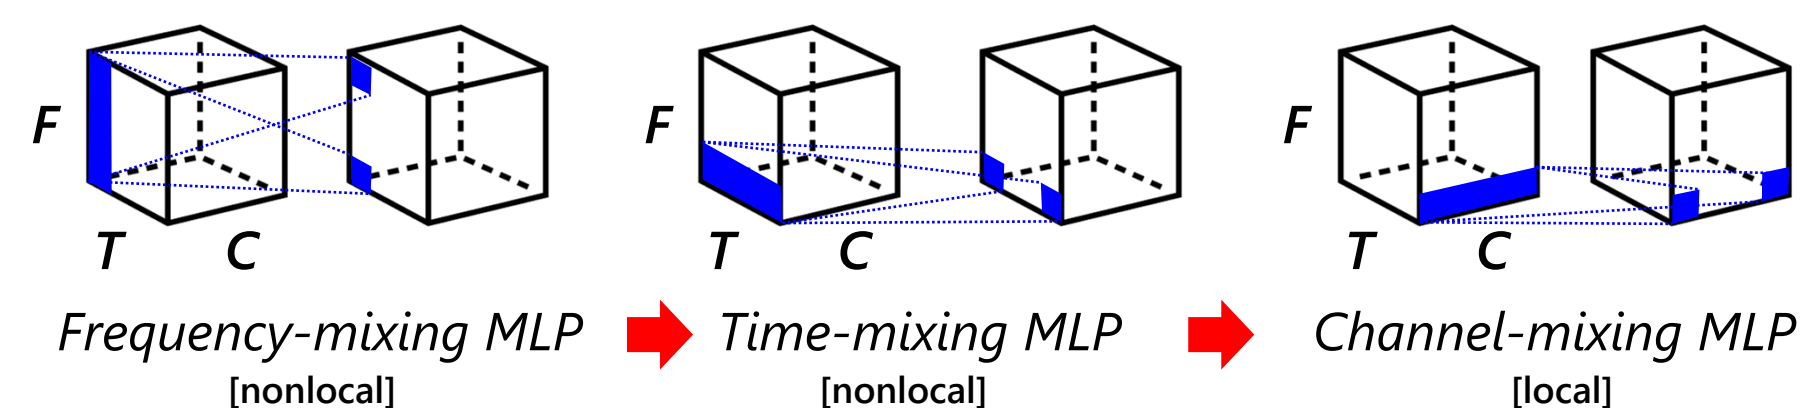 F
T C
F
T C
F
T C
Frequency-mixing MLP
[nonlocal]
Time-mixing MLP
[nonlocal]
Channel-mixing MLP
[local]